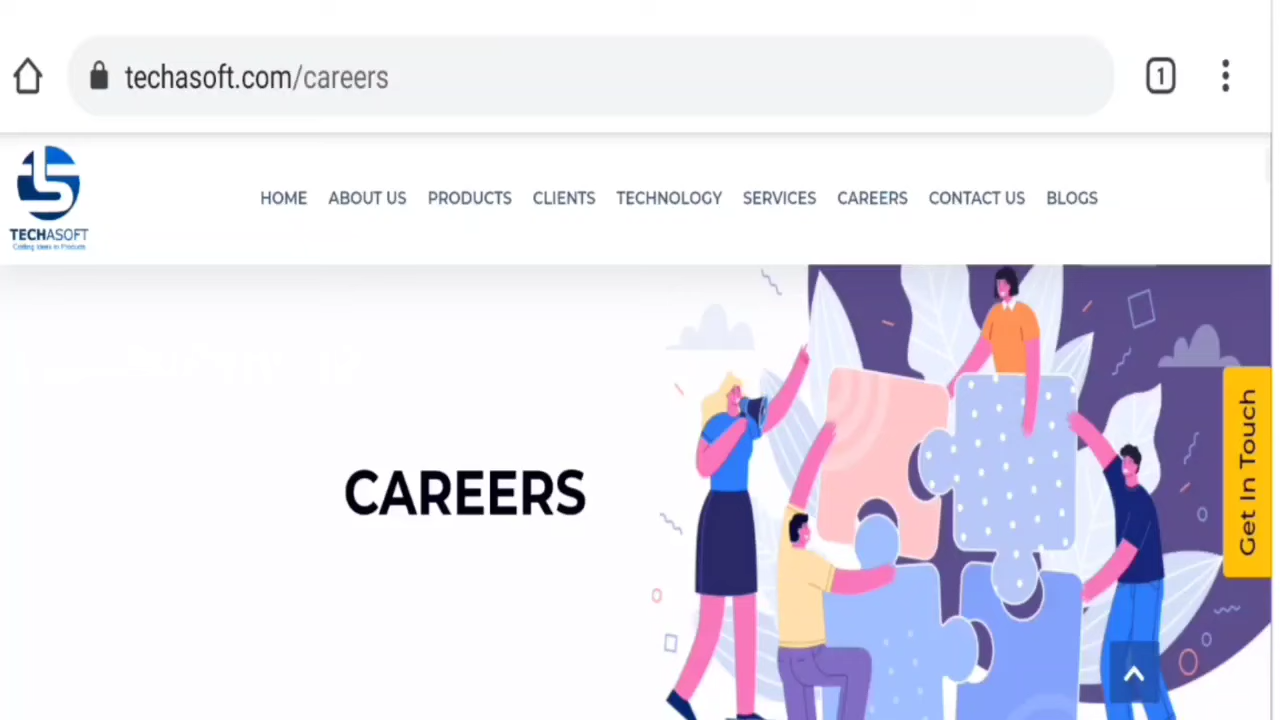 techasoft.com/careers
1
HOME ABOUT US PRODUCTS CLIENTS TECHNOLOGY SERVICES CAREERS CONTACT US BLOGS
TECHASOFT
CAREERS
Get In Touch